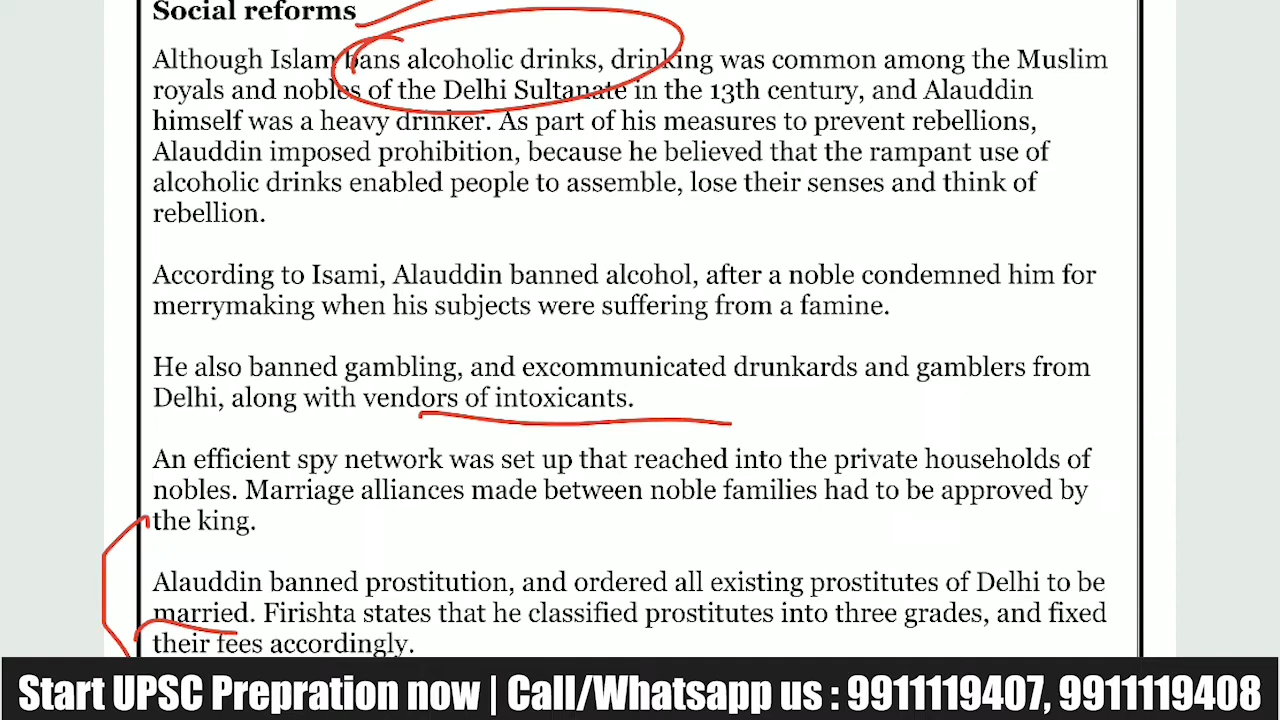 Social reforms
Although Islam bans alcoholic drinks, drinking was common among the Muslim
royals and nobles of the Delhi Sultanate in the 13th century, and Alauddin
himself was a heavy drinker. As part of his measures to prevent rebellions,
Alauddin imposed prohibition, because he believed that the rampant use of
alcoholic drinks enabled people to assemble, lose their senses and think of
rebellion.
According to Isami, Alauddin banned alcohol, after a noble condemned him for
merrymaking when his subjects were suffering from a famine.
He also banned gambling, and excommunicated drunkards and gamblers from
Delhi, along with vendors of intoxicants.
An efficient spy network was set up that reached into the private households of
nobles. Marriage alliances made between noble families had to be approved by
the king.
Alauddin banned prostitution, and ordered all existing prostitutes of Delhi to be
married. Firishta states that he classified prostitutes into three grades, and fixed
their fees accordingly.
Start UPSC Prepration now | Call/Whatsapp us : 9911119407, 9911119408